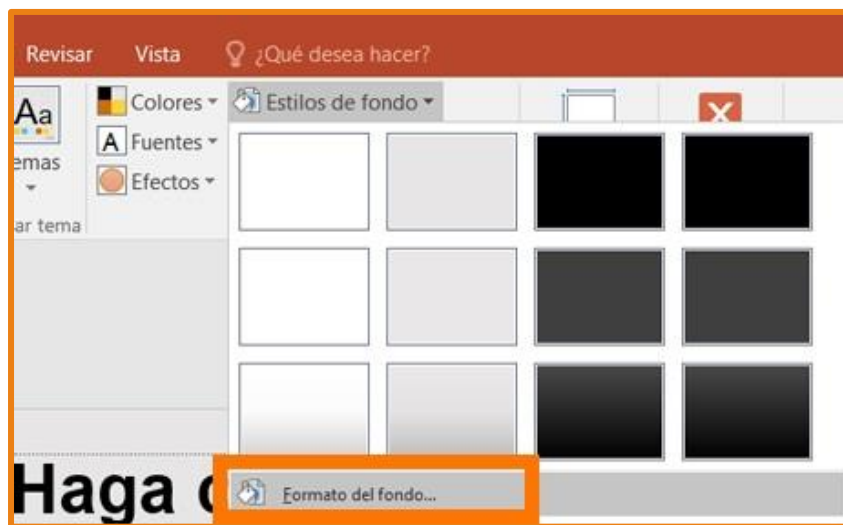 Revisar Vista ¿Qué desea hacer?
Aa Colores Estilos de fondo
A Fuentes
emas Efectos
ar tema
Haga
Formato del fondo...